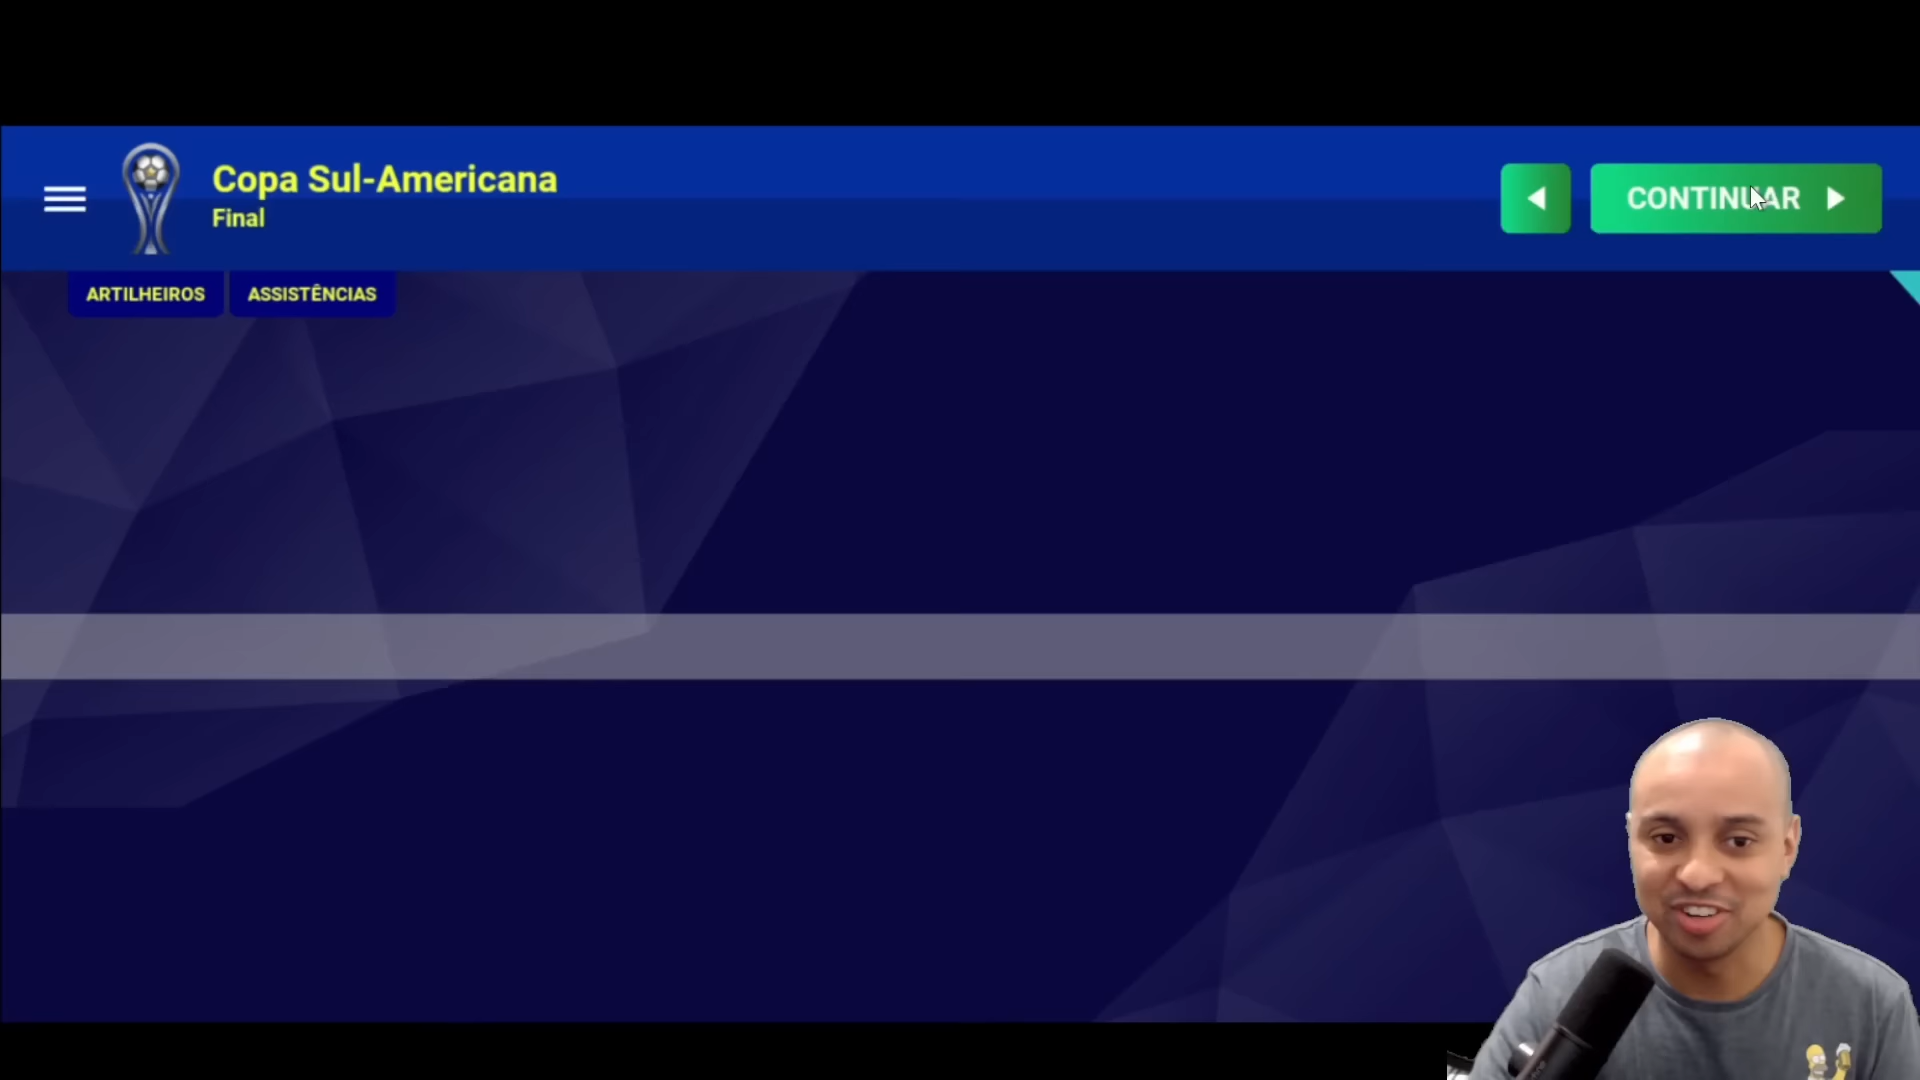 Copa Sul-Americana
Final
CONTINUAR
ARTILHEIROS
ASSISTÊNCIAS